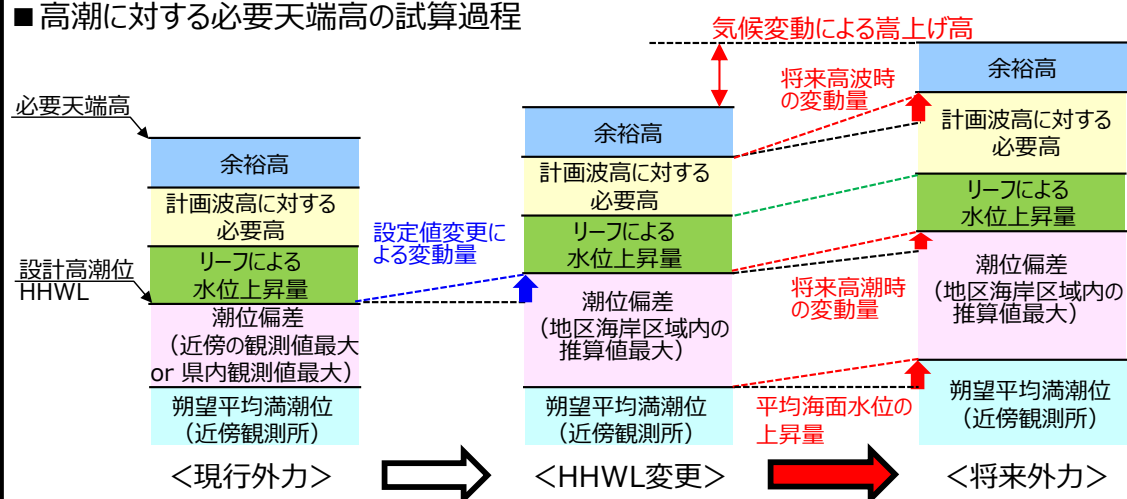 ■高潮に対する必要天端高の試算過程
必要天端高
設計高潮位
HHWL
余裕高
計画波高に対する
必要高
リーフによる
水位上昇量
潮位偏差
（近傍の観測値最大
or 県内観測値最大）
朔望平均満潮位
（近傍観測所）
＜現行外力＞
設定値変更に
よる変動量
余裕高
計画波高に対する
必要高
リーフによる
水位上昇量
潮位偏差
（地区海岸区域内の
推算値最大）
朔望平均満潮位
（近傍観測所）
＜HHWL変更＞
気候変動による嵩上げ高
将来高波時
の変動量
将来高潮時
の変動量
平均海面水位の
上昇量
余裕高
計画波高に対する
必要高
リーフによる
水位上昇量
潮位偏差
（地区海岸区域内の
推算値最大）
朔望平均満潮位
（近傍観測所）
＜将来外力＞